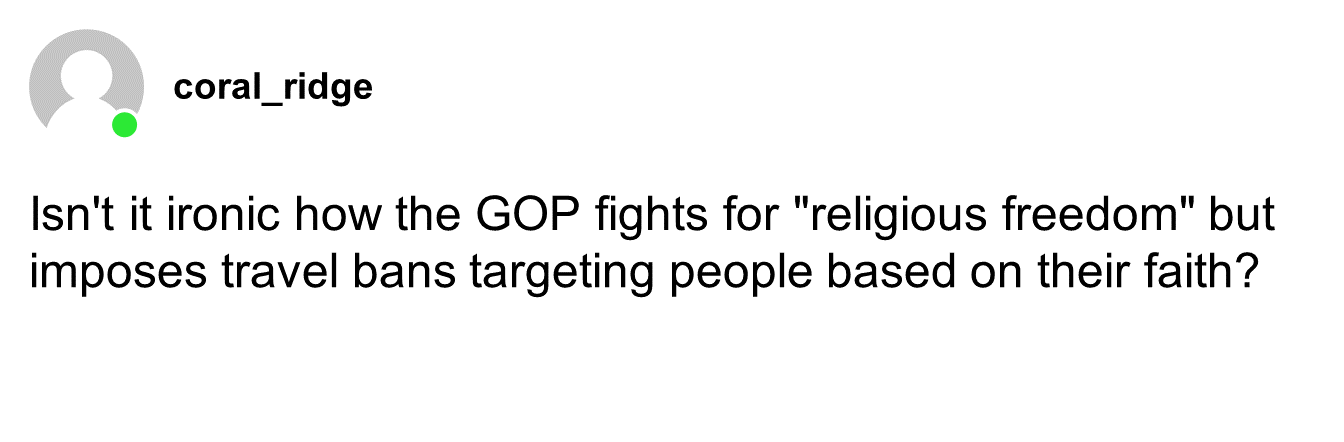 coral_ridge
Isn't it ironic how the GOP fights for "religious freedom" but
imposes travel bans targeting people based on their faith?